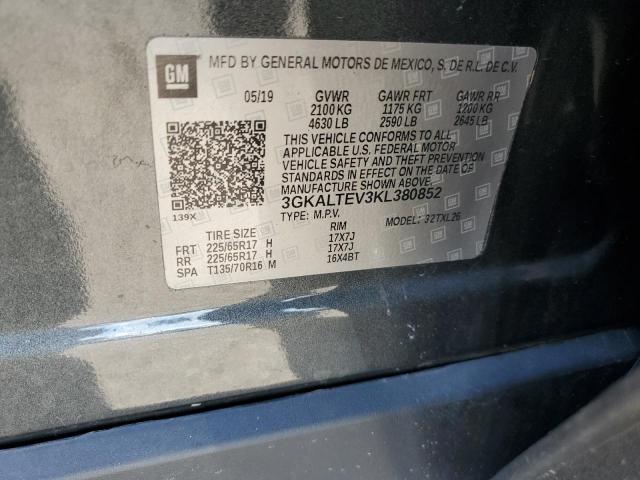 GM
MFD BY GENERAL MOTORS DE MEXICO, S. DE R.L. DE C.V.
05/19 GVWR GAWR FRT GAWR RR
2100 KG 1175 KG 1200 KG
4630 LB 2590 LB 2645 LB
THIS VEHICLE CONFORMS TO ALL
APPLICABLE U.S. FEDERAL MOTOR
VEHICLE SAFETY AND THEFT PREVENTION
STANDARDS IN EFFECT ON THE DATE OF
MANUFACTURE SHOWN ABOVE.
3GKALTEV3KL380852
139X
TYPE: M.P.V. MODEL: 32TXL26
TIRE SIZE RIM
FRT 225/65R17 H 17X7J
RR 225/65R17 H 17X7J
SPA T135/70R16 M 16X4BT